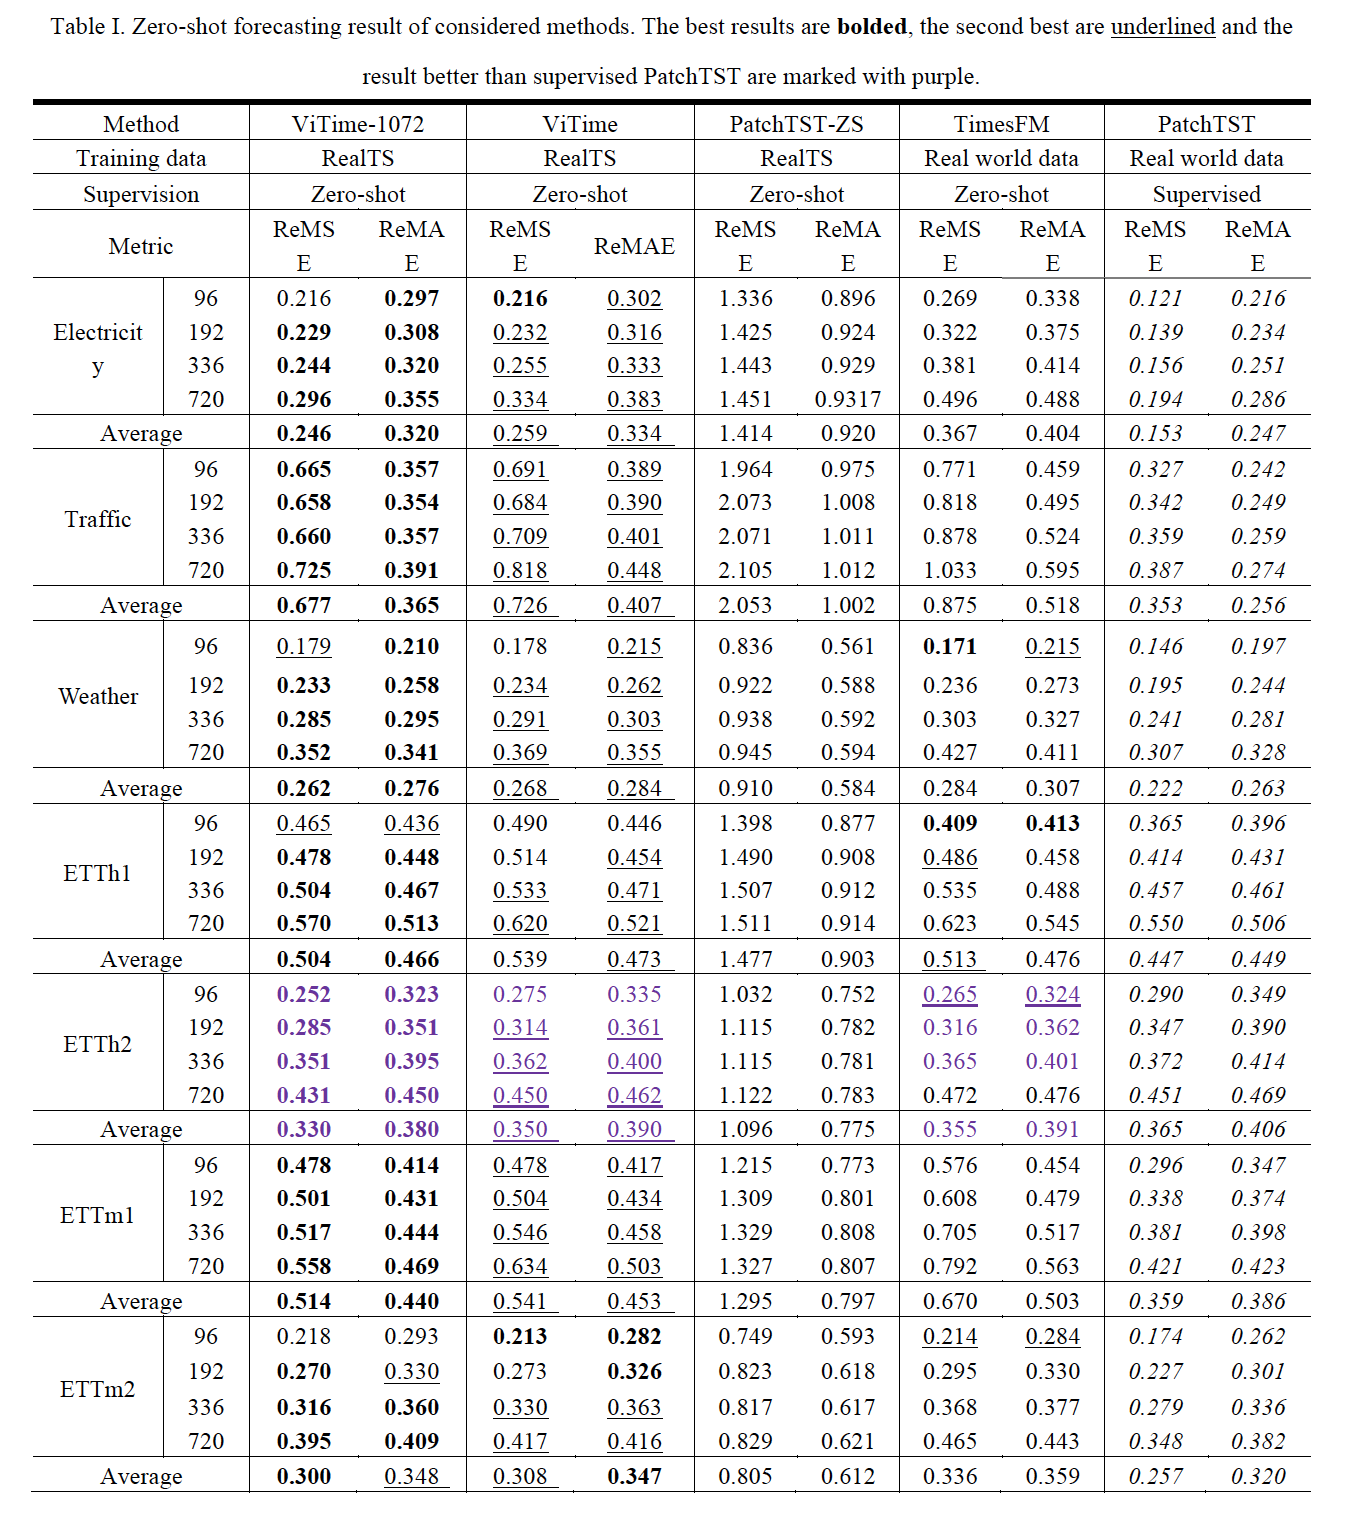 Table I. Zero-shot forecasting result of considered methods. The best results are bolded, the second best are underlined and the
result better than supervised PatchTST are marked with purple.
Method ViTime-1072 ViTime PatchTST-ZS TimesFM PatchTST
Training data RealTS RealTS RealTS Real world data Real world data
Supervision Zero-shot Zero-shot Zero-shot Zero-shot Supervised
Metric ReMSE ReMAE ReMSE ReMAE ReMSE ReMAE ReMSE ReMAE ReMSE ReMAE
Electricity
96 0.216 0.297 0.216 0.302 1.336 0.896 0.269 0.338 0.121 0.216
192 0.229 0.308 0.232 0.316 1.425 0.924 0.322 0.375 0.139 0.234
336 0.244 0.320 0.255 0.333 1.443 0.929 0.381 0.414 0.156 0.251
720 0.296 0.355 0.334 0.383 1.451 0.9317 0.496 0.488 0.194 0.286
Average 0.246 0.320 0.259 0.334 1.414 0.920 0.367 0.404 0.153 0.247
Traffic
96 0.665 0.357 0.691 0.389 1.964 0.975 0.771 0.459 0.327 0.242
192 0.658 0.354 0.684 0.390 2.073 1.008 0.818 0.495 0.342 0.249
336 0.660 0.357 0.709 0.401 2.071 1.011 0.878 0.524 0.359 0.259
720 0.725 0.391 0.818 0.448 2.105 1.012 1.033 0.595 0.387 0.274
Average 0.677 0.365 0.726 0.407 2.053 1.002 0.875 0.518 0.353 0.256
Weather
96 0.179 0.210 0.178 0.215 0.836 0.561 0.171 0.215 0.146 0.197
192 0.233 0.258 0.234 0.262 0.922 0.588 0.236 0.273 0.195 0.244
336 0.285 0.295 0.291 0.303 0.938 0.592 0.303 0.327 0.241 0.281
720 0.352 0.341 0.369 0.355 0.945 0.594 0.427 0.411 0.307 0.328
Average 0.262 0.276 0.268 0.284 0.910 0.584 0.284 0.307 0.222 0.263
ETTh1
96 0.465 0.436 0.490 0.446 1.398 0.877 0.409 0.413 0.365 0.396
192 0.478 0.448 0.514 0.454 1.490 0.908 0.486 0.458 0.414 0.431
336 0.504 0.467 0.533 0.471 1.507 0.912 0.535 0.488 0.457 0.461
720 0.570 0.513 0.620 0.521 1.511 0.914 0.623 0.545 0.550 0.506
Average 0.504 0.466 0.539 0.473 1.477 0.903 0.513 0.476 0.447 0.449
ETTh2
96 0.252 0.323 0.275 0.335 1.032 0.752 0.265 0.324 0.290 0.349
192 0.285 0.351 0.314 0.361 1.115 0.782 0.316 0.362 0.347 0.390
336 0.351 0.395 0.362 0.400 1.115 0.781 0.365 0.401 0.372 0.414
720 0.431 0.450 0.450 0.462 1.122 0.783 0.472 0.476 0.451 0.469
Average 0.330 0.380 0.350 0.390 1.096 0.775 0.355 0.391 0.365 0.406
ETTm1
96 0.478 0.414 0.478 0.417 1.215 0.773 0.576 0.454 0.296 0.347
192 0.501 0.431 0.504 0.434 1.309 0.801 0.608 0.479 0.338 0.374
336 0.517 0.444 0.546 0.458 1.329 0.808 0.705 0.517 0.381 0.398
720 0.558 0.469 0.634 0.503 1.327 0.807 0.792 0.563 0.421 0.423
Average 0.514 0.440 0.541 0.453 1.295 0.797 0.670 0.503 0.359 0.386
ETTm2
96 0.218 0.293 0.213 0.282 0.749 0.593 0.214 0.284 0.174 0.262
192 0.270 0.330 0.273 0.326 0.823 0.618 0.295 0.330 0.227 0.301
336 0.316 0.360 0.330 0.363 0.817 0.617 0.368 0.377 0.279 0.336
720 0.395 0.409 0.417 0.416 0.829 0.621 0.465 0.443 0.348 0.382
Average 0.300 0.348 0.308 0.347 0.805 0.612 0.336 0.359 0.257 0.320